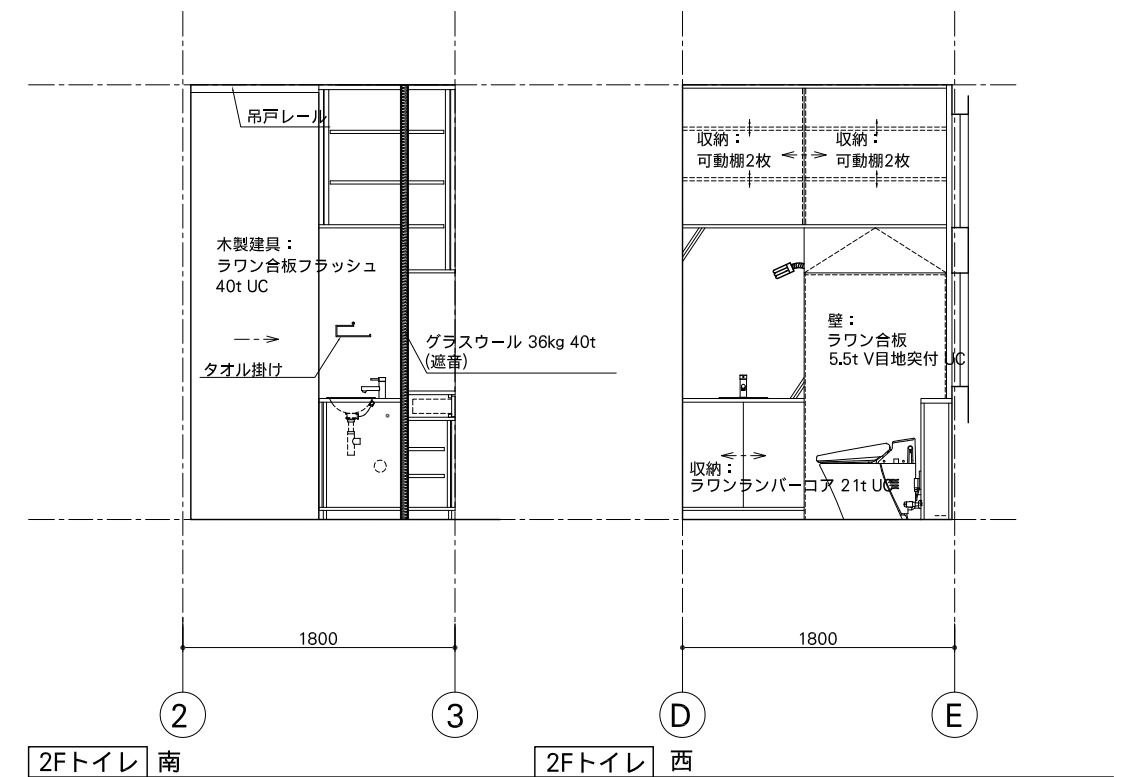 吊戸レール
木製建具：
ラワン合板フラッシュ
40t UC
タオル掛け
グラスウール 36kg 40t
(遮音)
1800
2
3
2Fトイレ 南
収納：
可動棚2枚
収納：
可動棚2枚
壁：
ラワン合板
5.5t V目地突付 UC
収納：
ラワンランバーコア 21t UC
1800
D
E
2Fトイレ 西